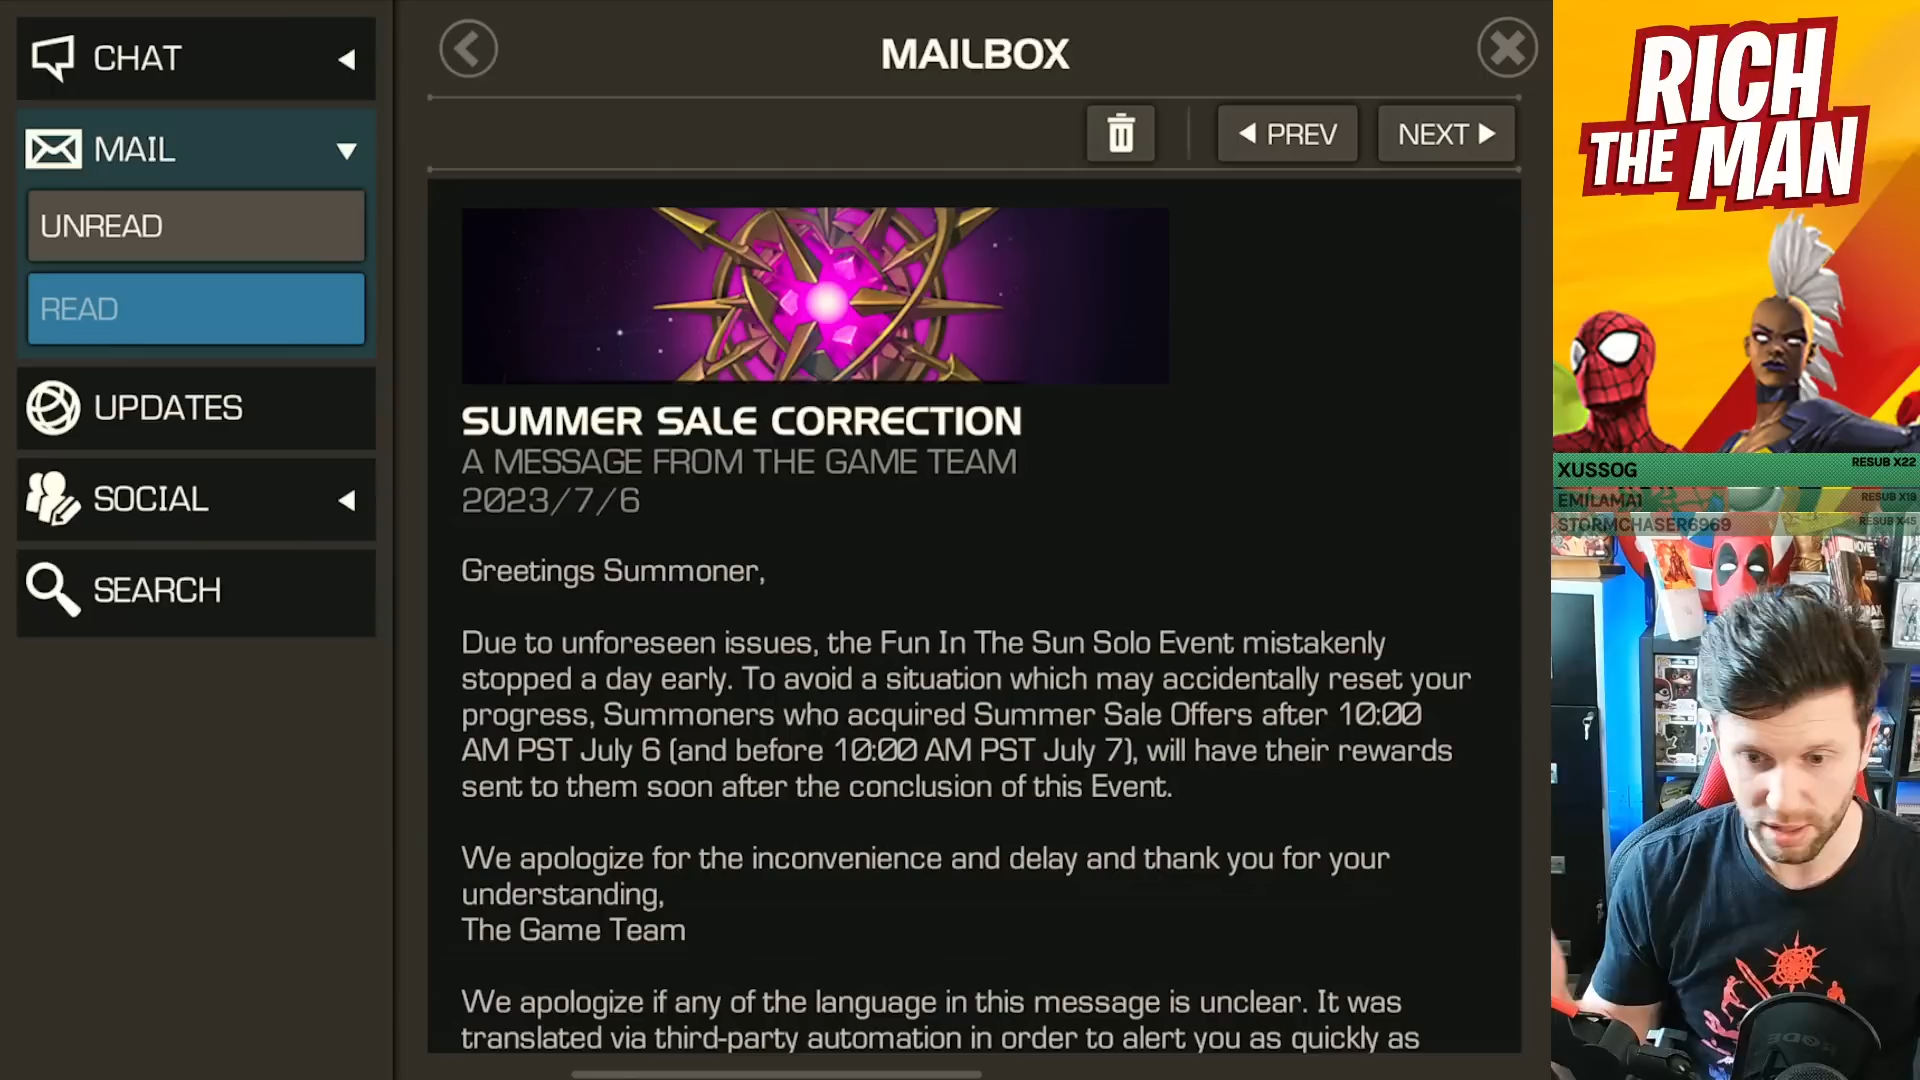 CHAT
MAIL
UNREAD
READ
UPDATES
SOCIAL
SEARCH
MAILBOX
PREV
NEXT
SUMMER SALE CORRECTION
A MESSAGE FROM THE GAME TEAM
2023/7/6
Greetings Summoner,
Due to unforeseen issues, the Fun In The Sun Solo Event mistakenly
stopped a day early. To avoid a situation which may accidentally reset your
progress, Summoners who acquired Summer Sale Offers after 10:00
AM PST July 6 (and before 10:00 AM PST July 7), will have their rewards
sent to them soon after the conclusion of this Event.
We apologize for the inconvenience and delay and thank you for your
understanding,
The Game Team
We apologize if any of the language in this message is unclear. It was
translated via third-party automation in order to alert you as quickly as
RICH
THE MAN
XUSSOG RESUB X22
EMILAMA1 RESUB X19
STORMCHASER6969 RESUB X45
RODE